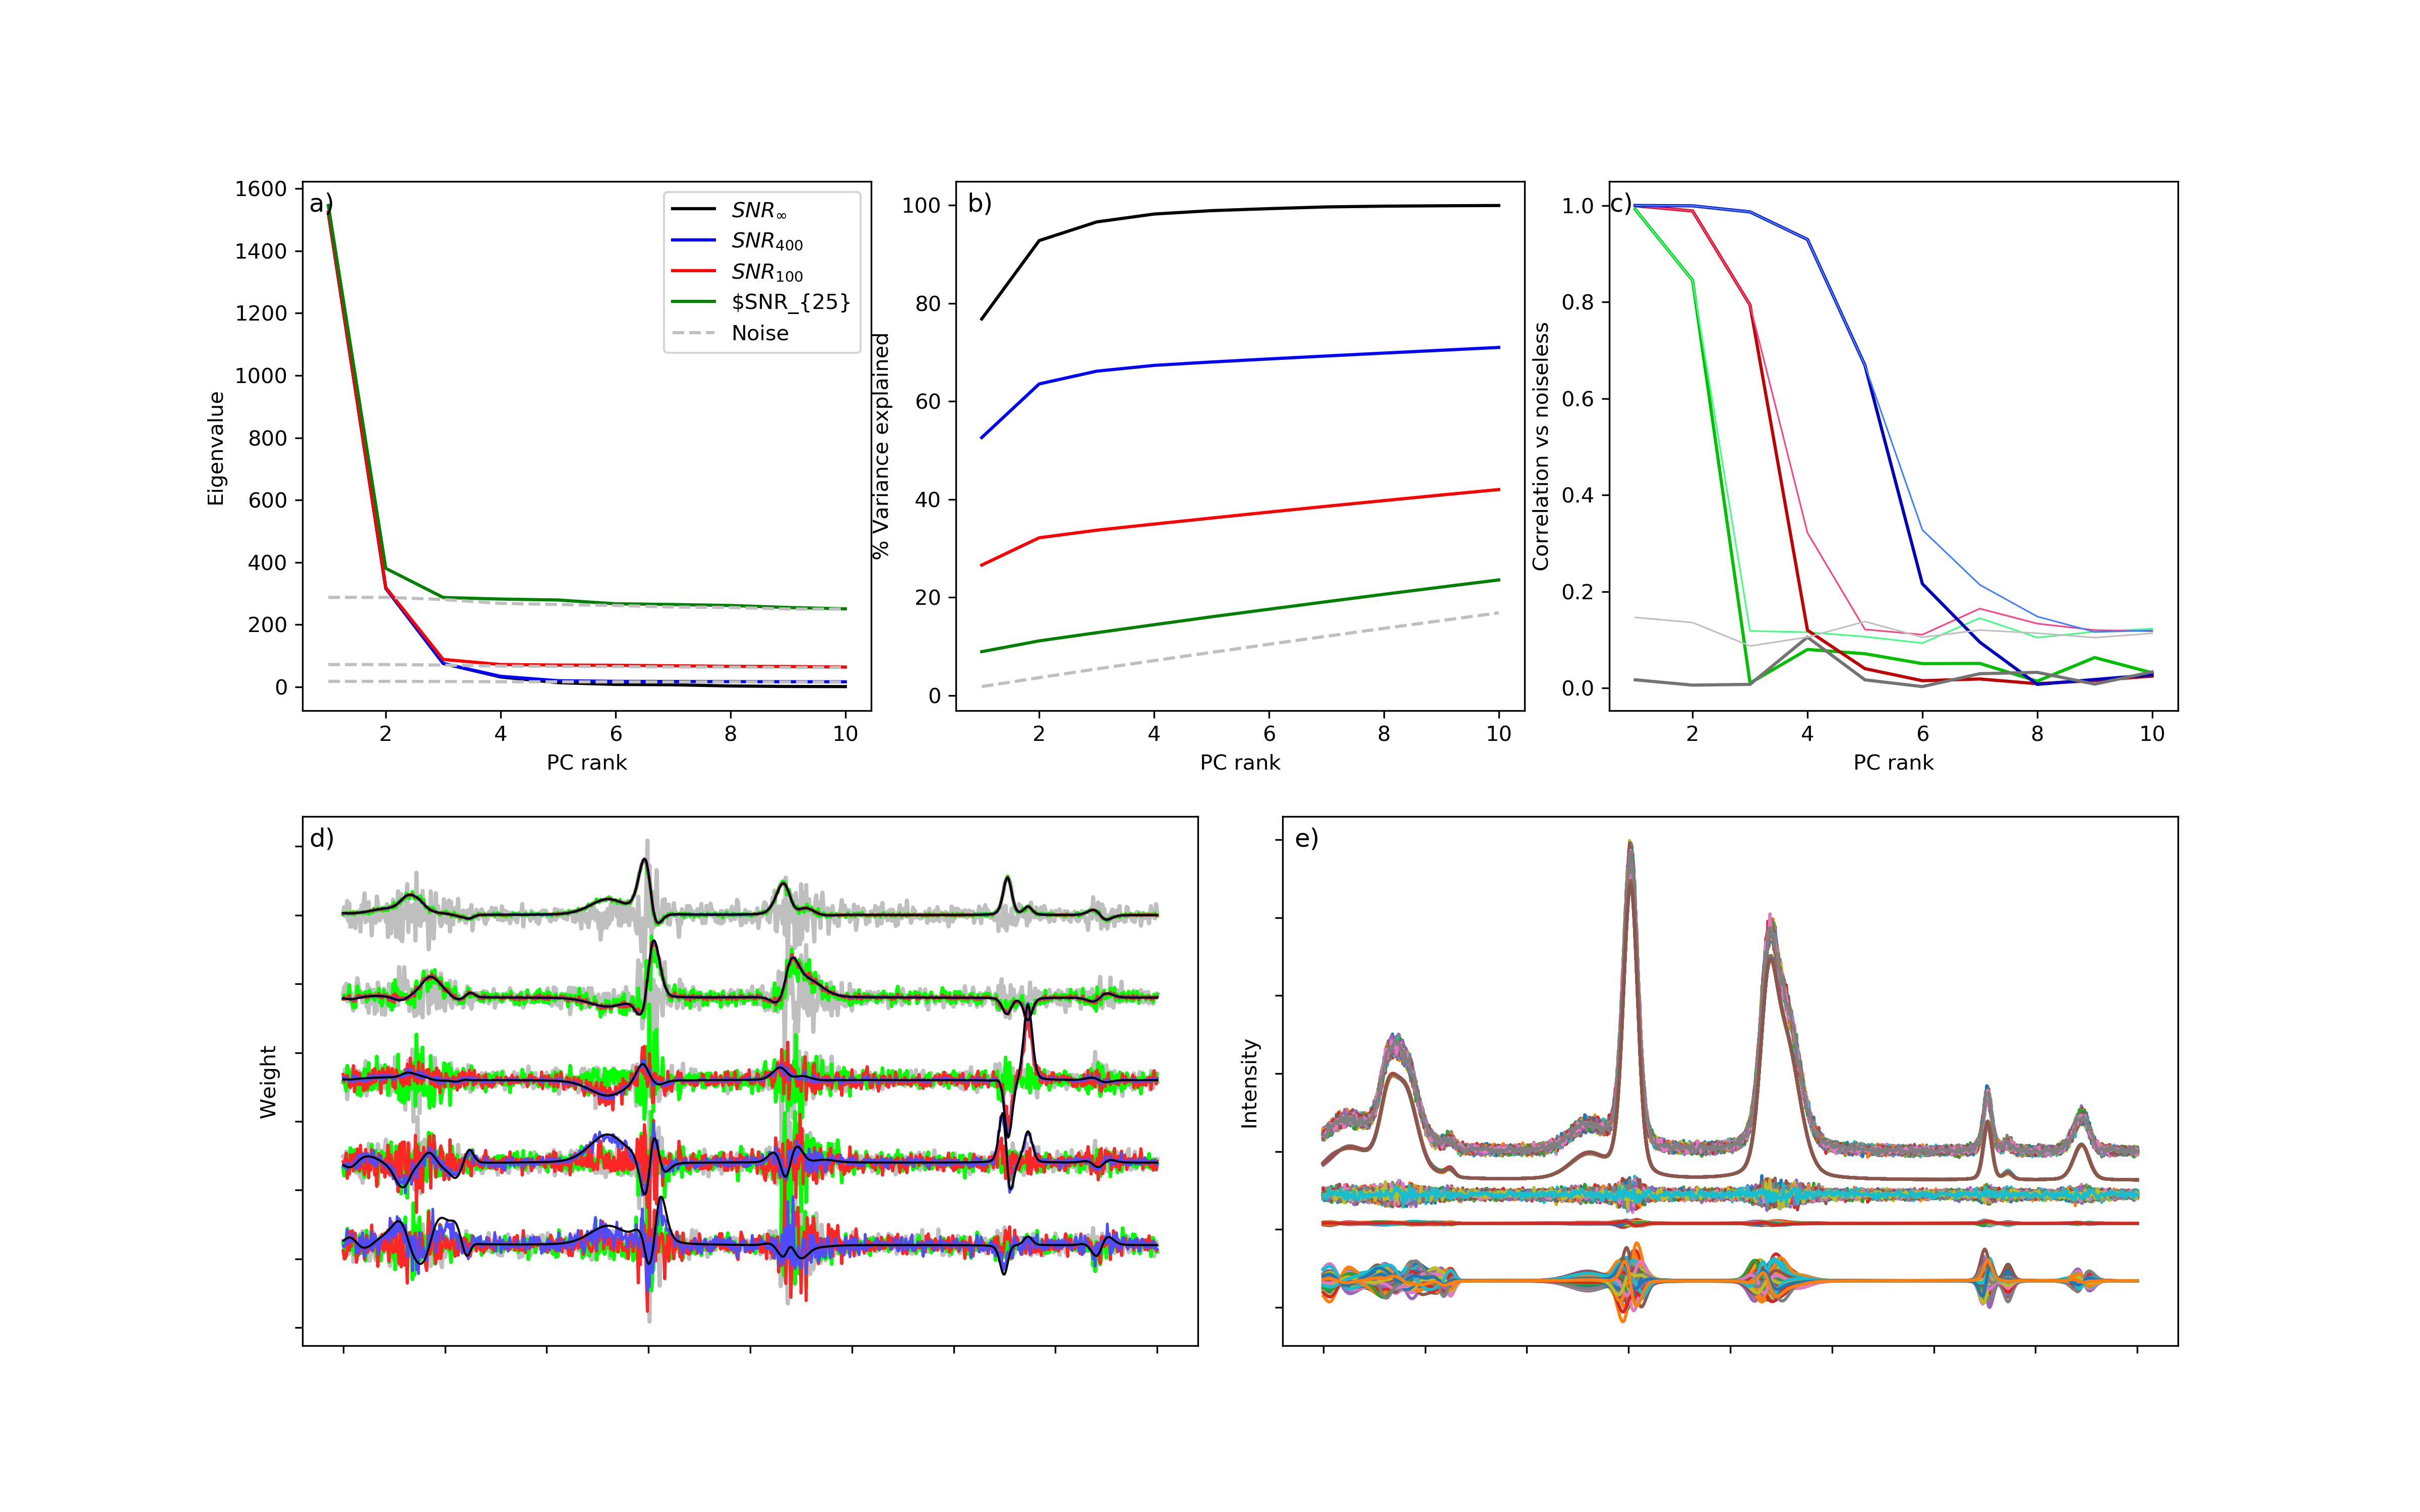 a)
1600
1400
1200
1000
800
600
400
200
0
Eigenvalue
2 4 6 8 10
PC rank
SNR∞
SNR400
SNR100
$SNR_{25}
Noise
b)
100
80
60
40
20
0
% Variance explained
2 4 6 8 10
PC rank
c)
1.0
0.8
0.6
0.4
0.2
0.0
Correlation vs noiseless
2 4 6 8 10
PC rank
d)
Weight
e)
Intensity